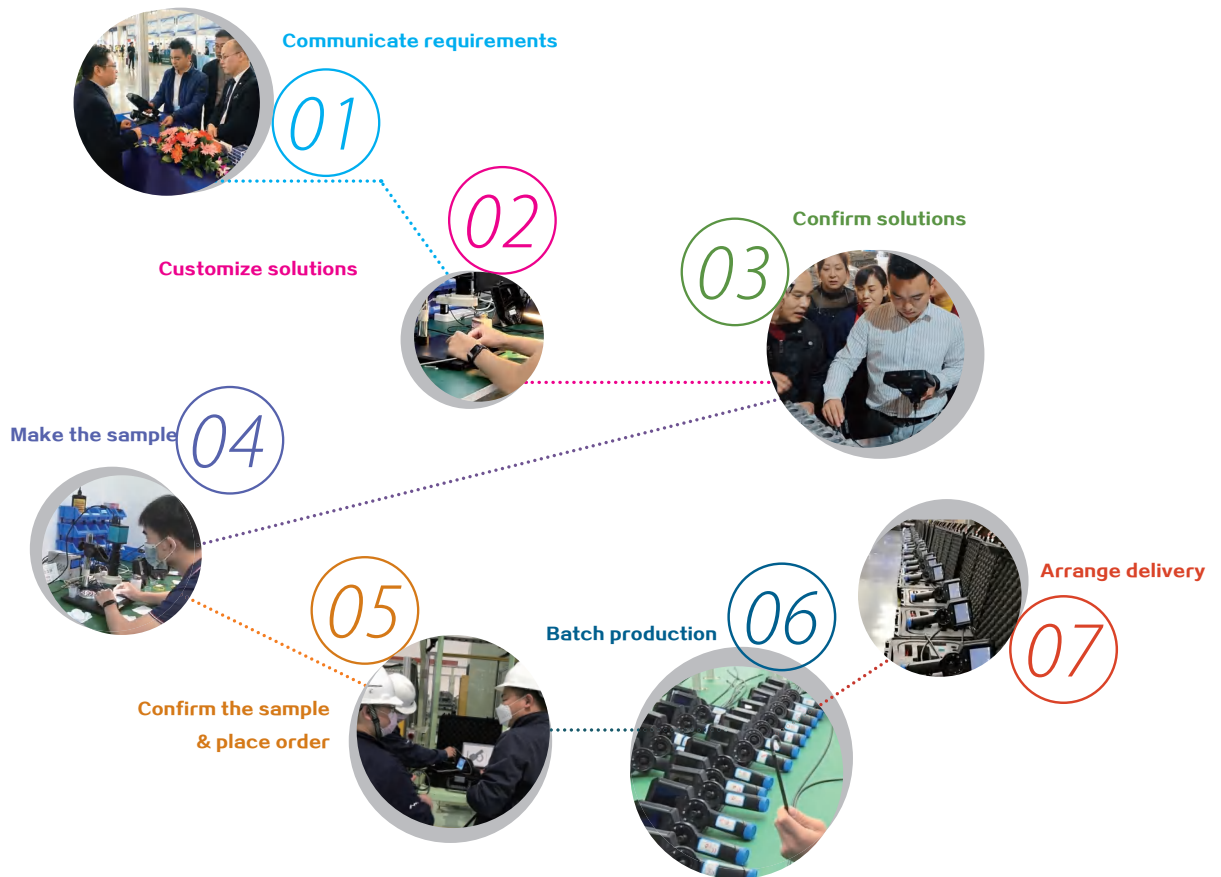 Communicate requirements
01
02
Customize solutions
Confirm solutions
03
Make the sample
04
05
Confirm the sample
& place order
Batch production
06
Arrange delivery
07